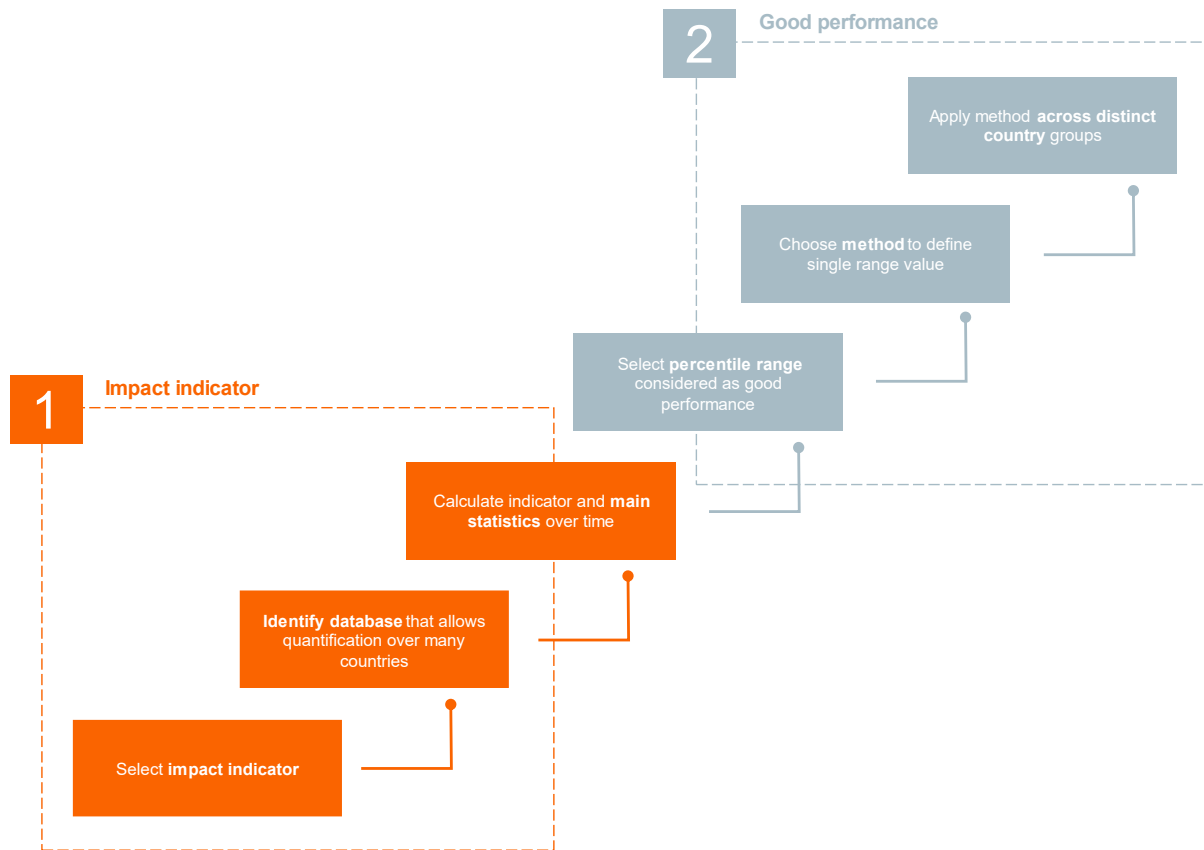 2
Good performance
Apply method across distinct
country groups
Choose method to define
single range value
Select percentile range
considered as good
performance
1
Impact indicator
Calculate indicator and main
statistics over time
Identify database that allows
quantification over many
countries
Select impact indicator